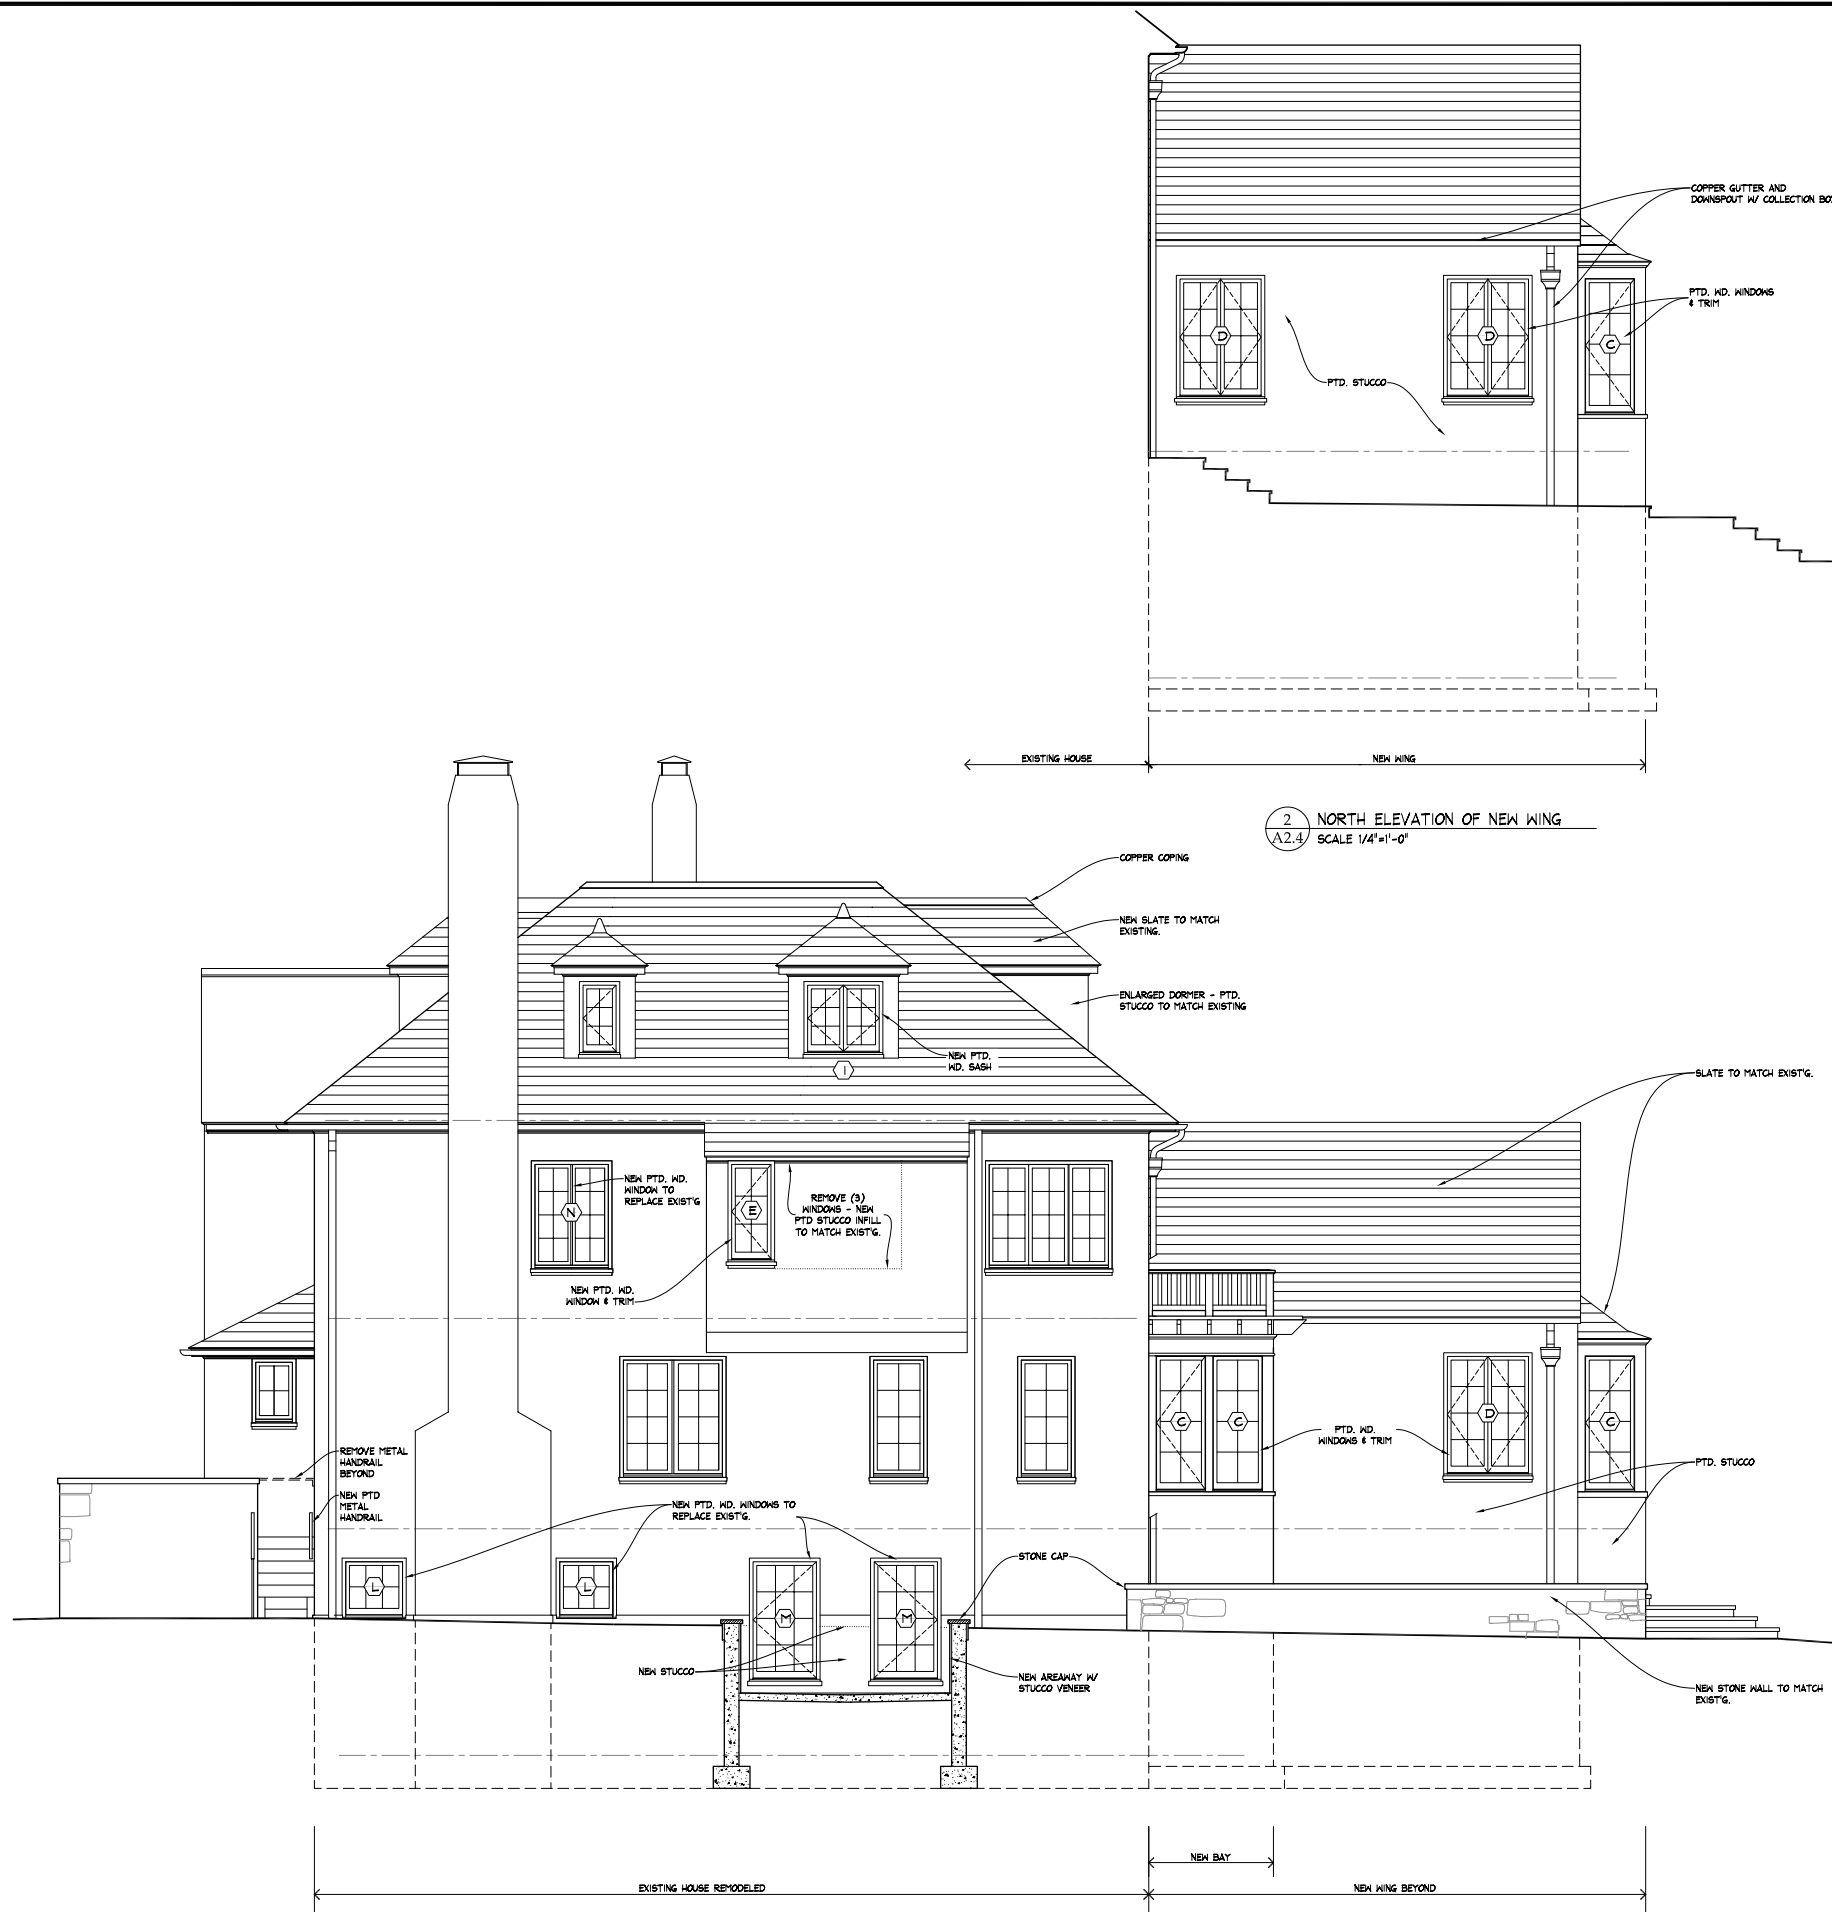 COPPER GUTTER AND
DOWNSPOUT W/ COLLECTION BO
PTD. WD. WINDOWS
& TRIM
D
D
C
PTD. STUCCO
EXISTING HOUSE
NEW WING
2
A2.4
NORTH ELEVATION OF NEW WING
SCALE 1/4"=1'-0"
COPPER COPING
NEW SLATE TO MATCH
EXISTING.
ENLARGED DORMER - PTD.
STUCCO TO MATCH EXISTING
NEW PTD.
WD. SASH
I
SLATE TO MATCH EXIST'G.
NEW PTD. WD.
WINDOW TO
REPLACE EXIST'G
N
E
REMOVE (3)
WINDOWS - NEW
PTD STUCCO INFILL
TO MATCH EXIST'G.
NEW PTD. WD.
WINDOW & TRIM
C
C
D
C
PTD. WD.
WINDOWS & TRIM
REMOVE METAL
HANDRAIL
BEYOND
PTD. STUCCO
NEW PTD
METAL
HANDRAIL
NEW PTD. WD. WINDOWS TO
REPLACE EXIST'G.
STONE CAP
L
L
M
M
NEW STUCCO
NEW AREAWAY W/
STUCCO VENEER
NEW STONE WALL TO MATCH
EXIST'G.
NEW BAY
EXISTING HOUSE REMODELED
NEW WING BEYOND